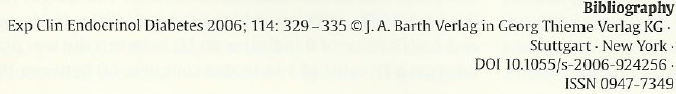 Bibliography
Exp Clin Endocrinol Diabetes 2006; 114: 329–335 © J. A. Barth Verlag in Georg Thieme Verlag KG ·
Stuttgart · New York ·
DOI 10.1055/s-2006-924256 ·
ISSN 0947-7349